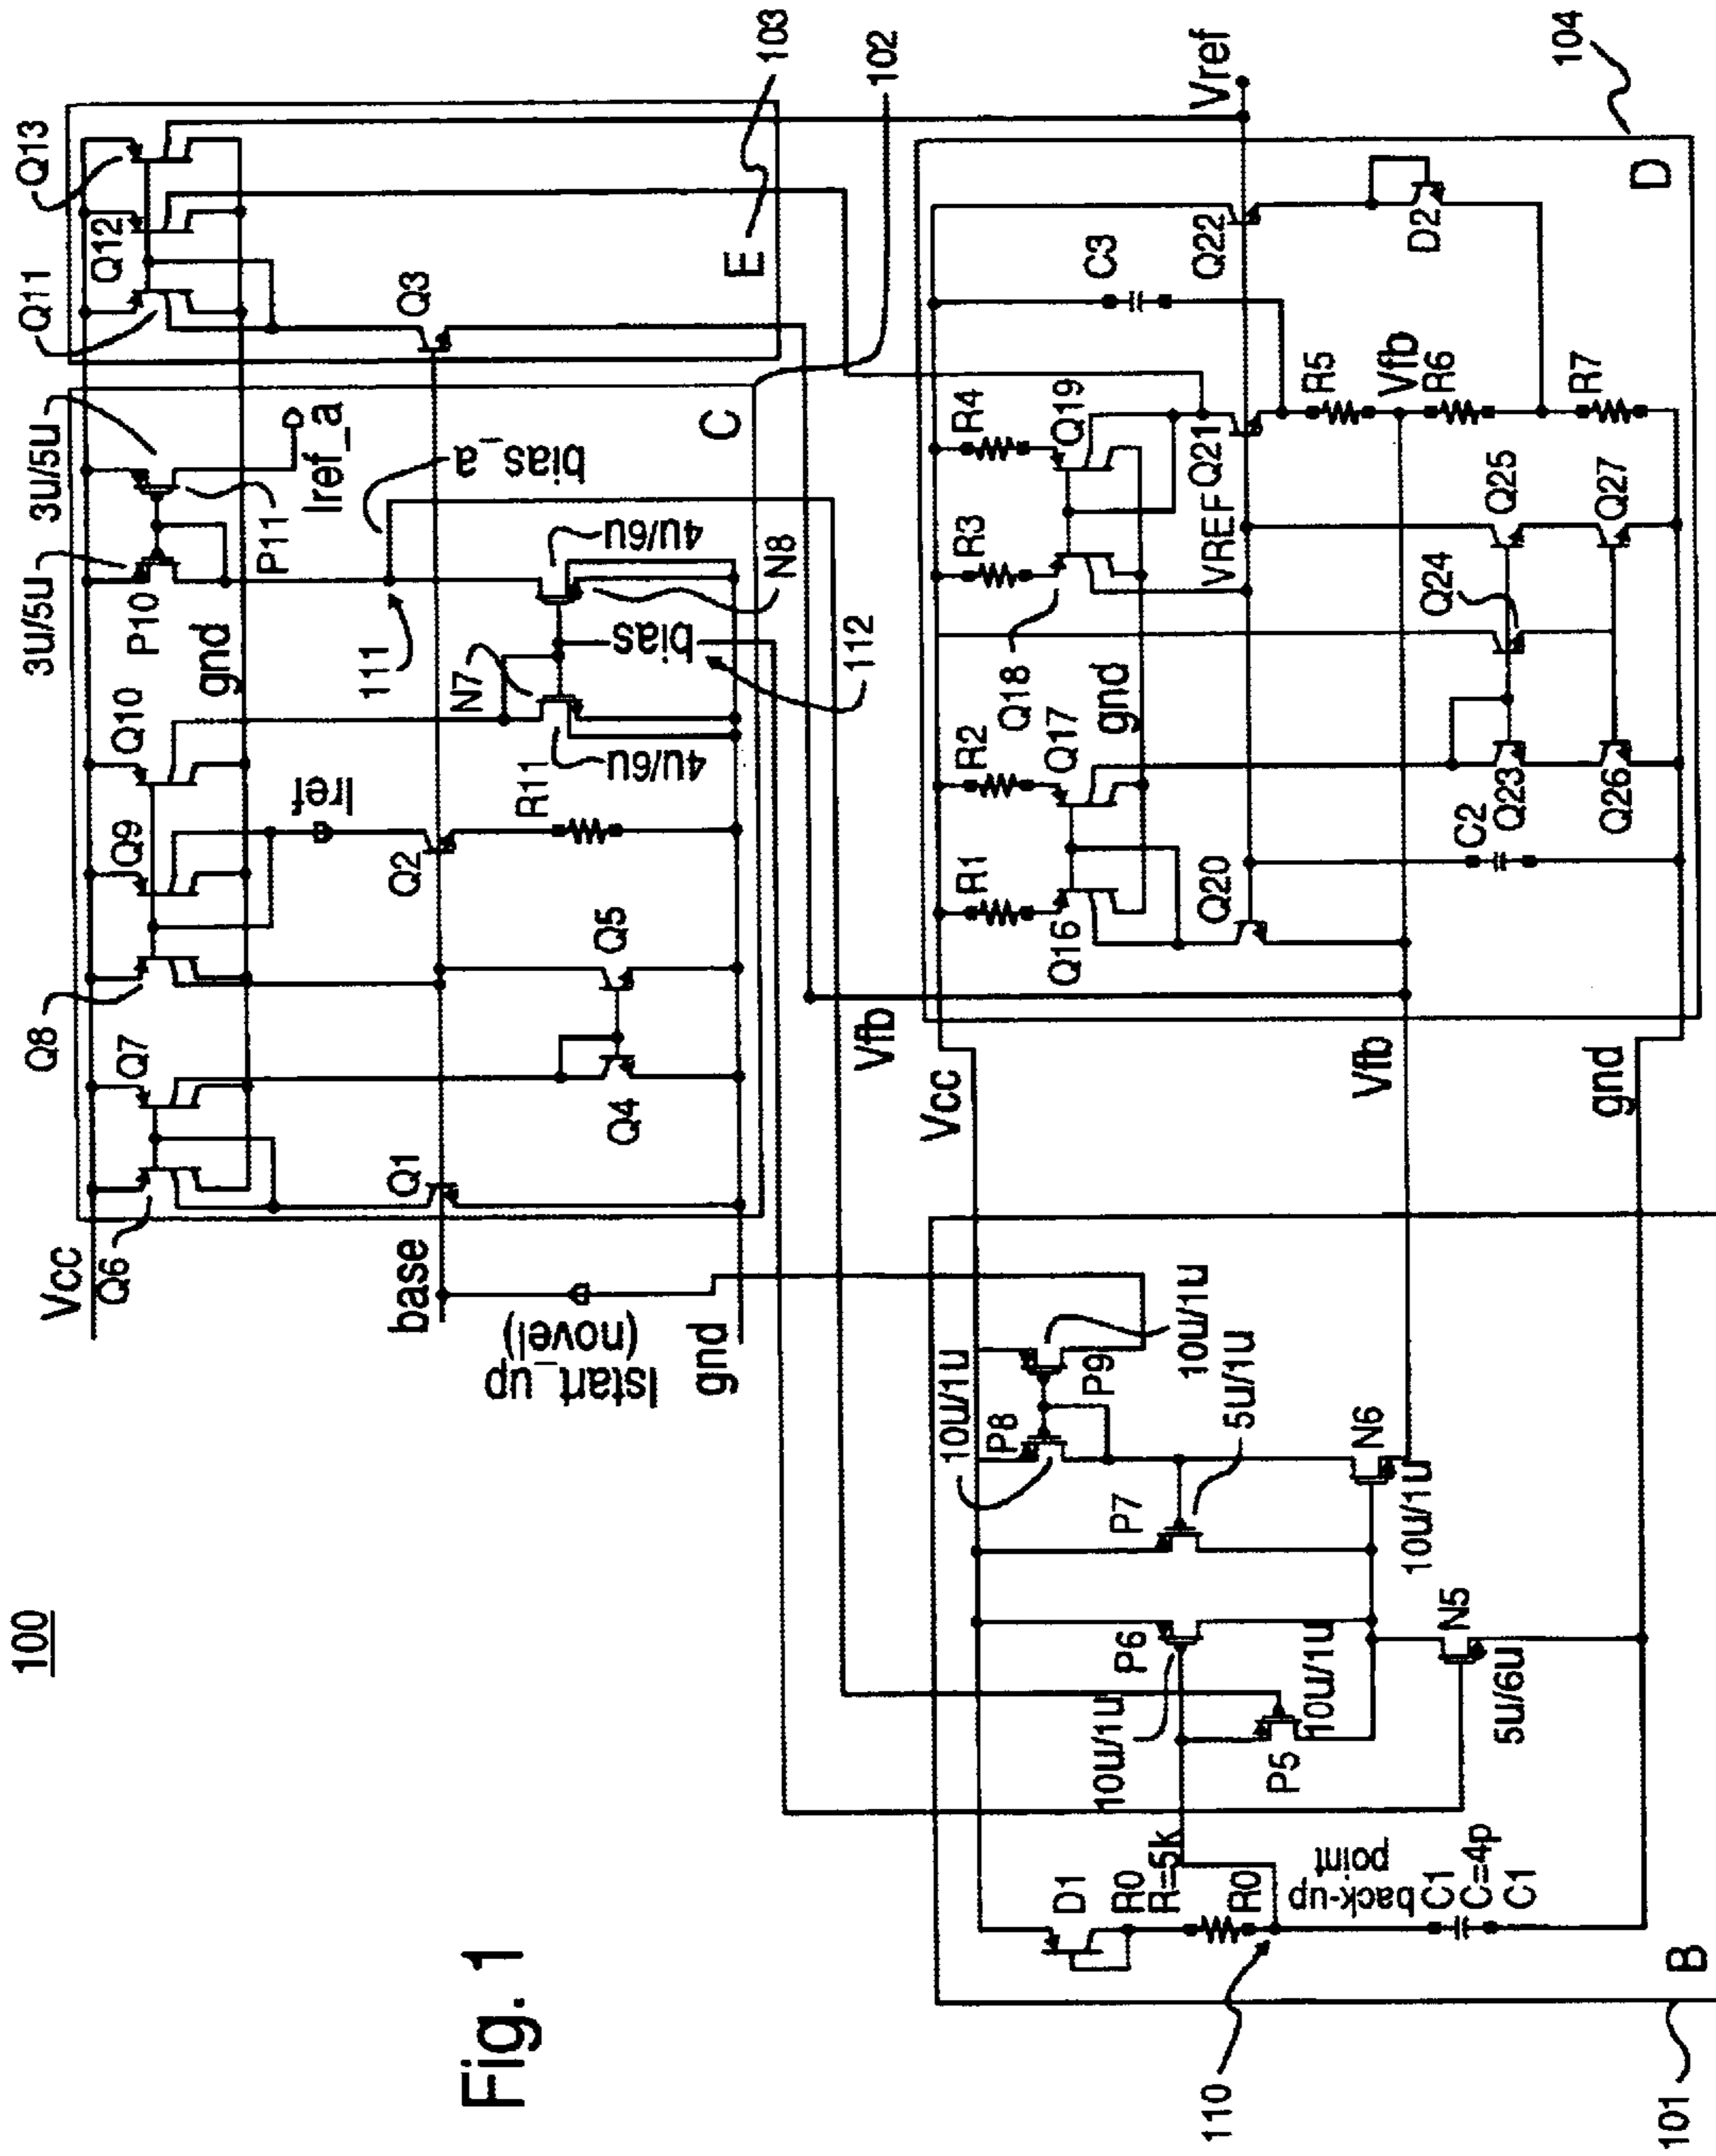 100
Fig. 1
Vcc
Q6
Q7
Q8
Q9
Q10
3u/5u
P10
3u/5u
P11
Iref_a
gnd
Q11
Q12
Q13
E
103
102
Q1
base
Q4
Q5
Q2
Iref
R11
N7
4u/6u
111
bias_a
4u/6u
N8
bias
112
C
Q3
Istart_up
(novel)
gnd
Vfb
Vref
Vcc
Vfb
gnd
R1
Q16
R2
Q17
gnd
Q18
R3
R4
Q19
Q20
VREF
Q21
Q22
C3
D2
R5
Vfb
R6
R7
C2
Q23
Q24
Q25
Q26
Q27
D
104
10u/1u
P8
P9
10u/1u
5u/1u
P7
P6
10u/1u
P5
10u/1u
N6
10u/1u
N5
5u/6u
D1
R0
R=5k
R0
back-up
point
C1
C=4p
C1
110
B
101